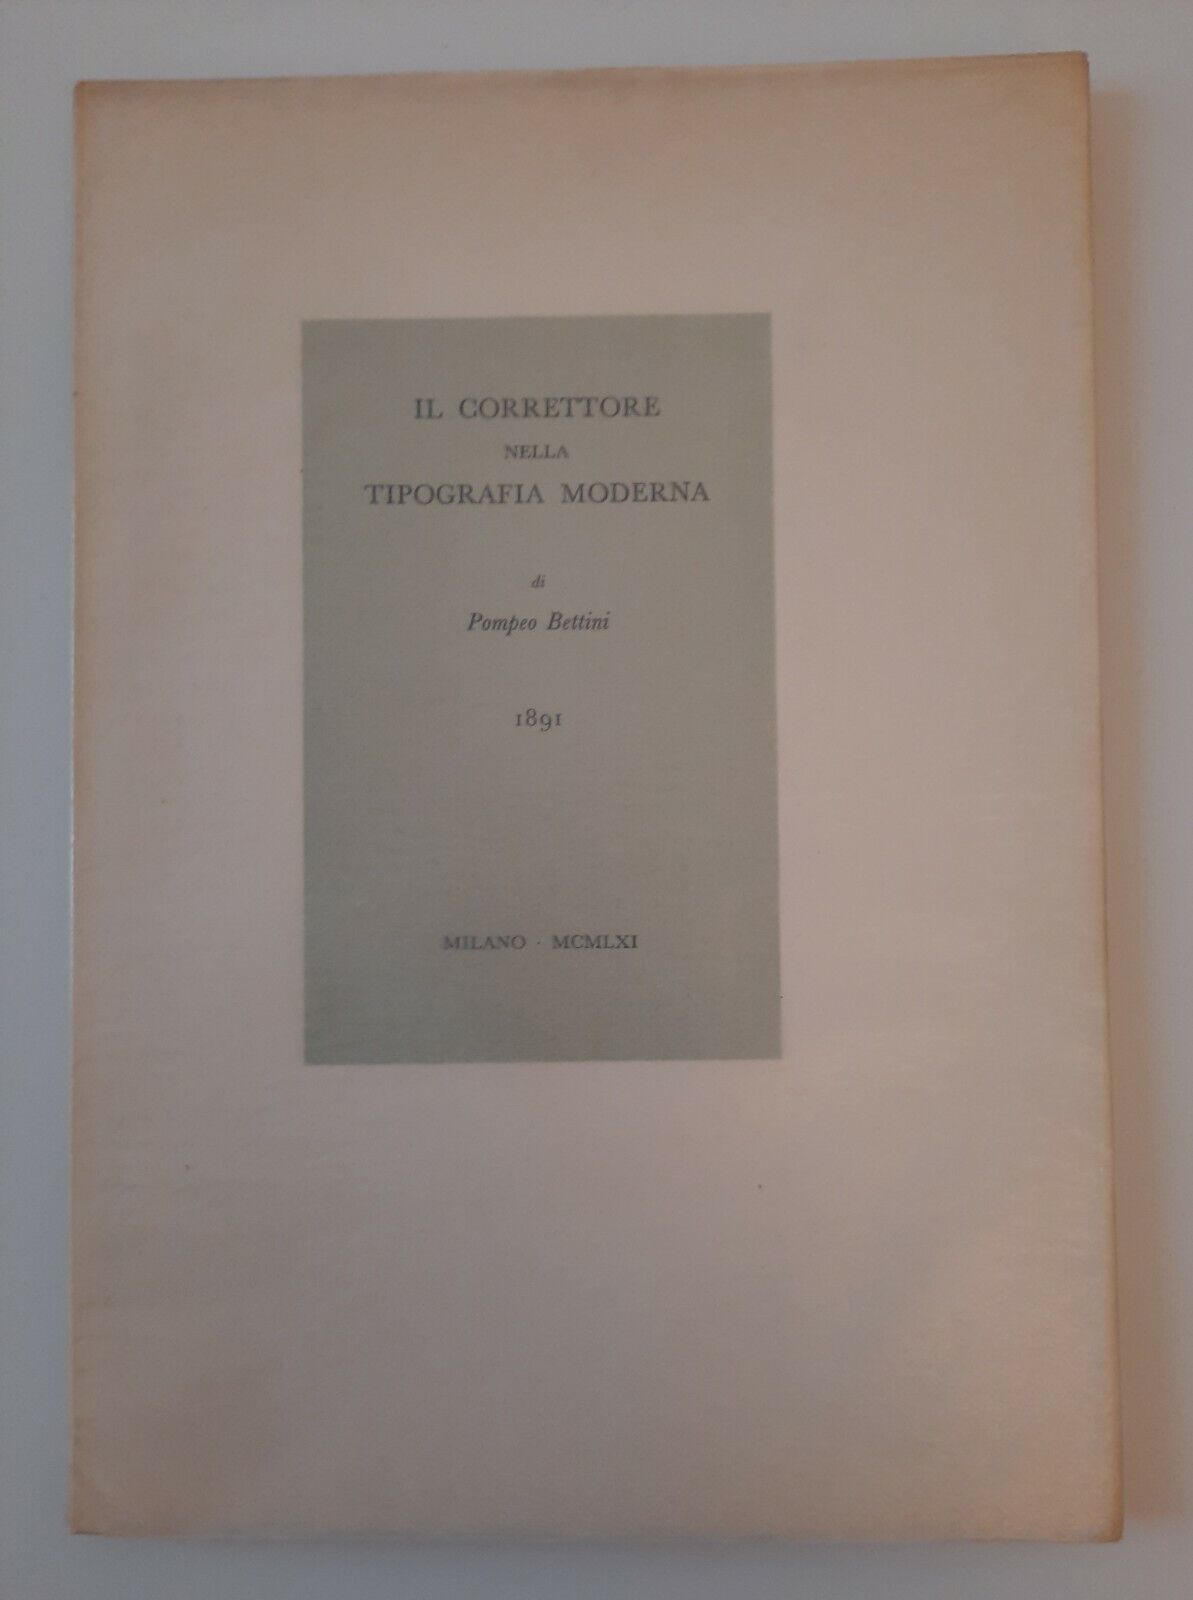 IL CORRETTORE
NELLA
TIPOGRAFIA MODERNA
di
Pompeo Bettini
1891
MILANO · MCMLXI